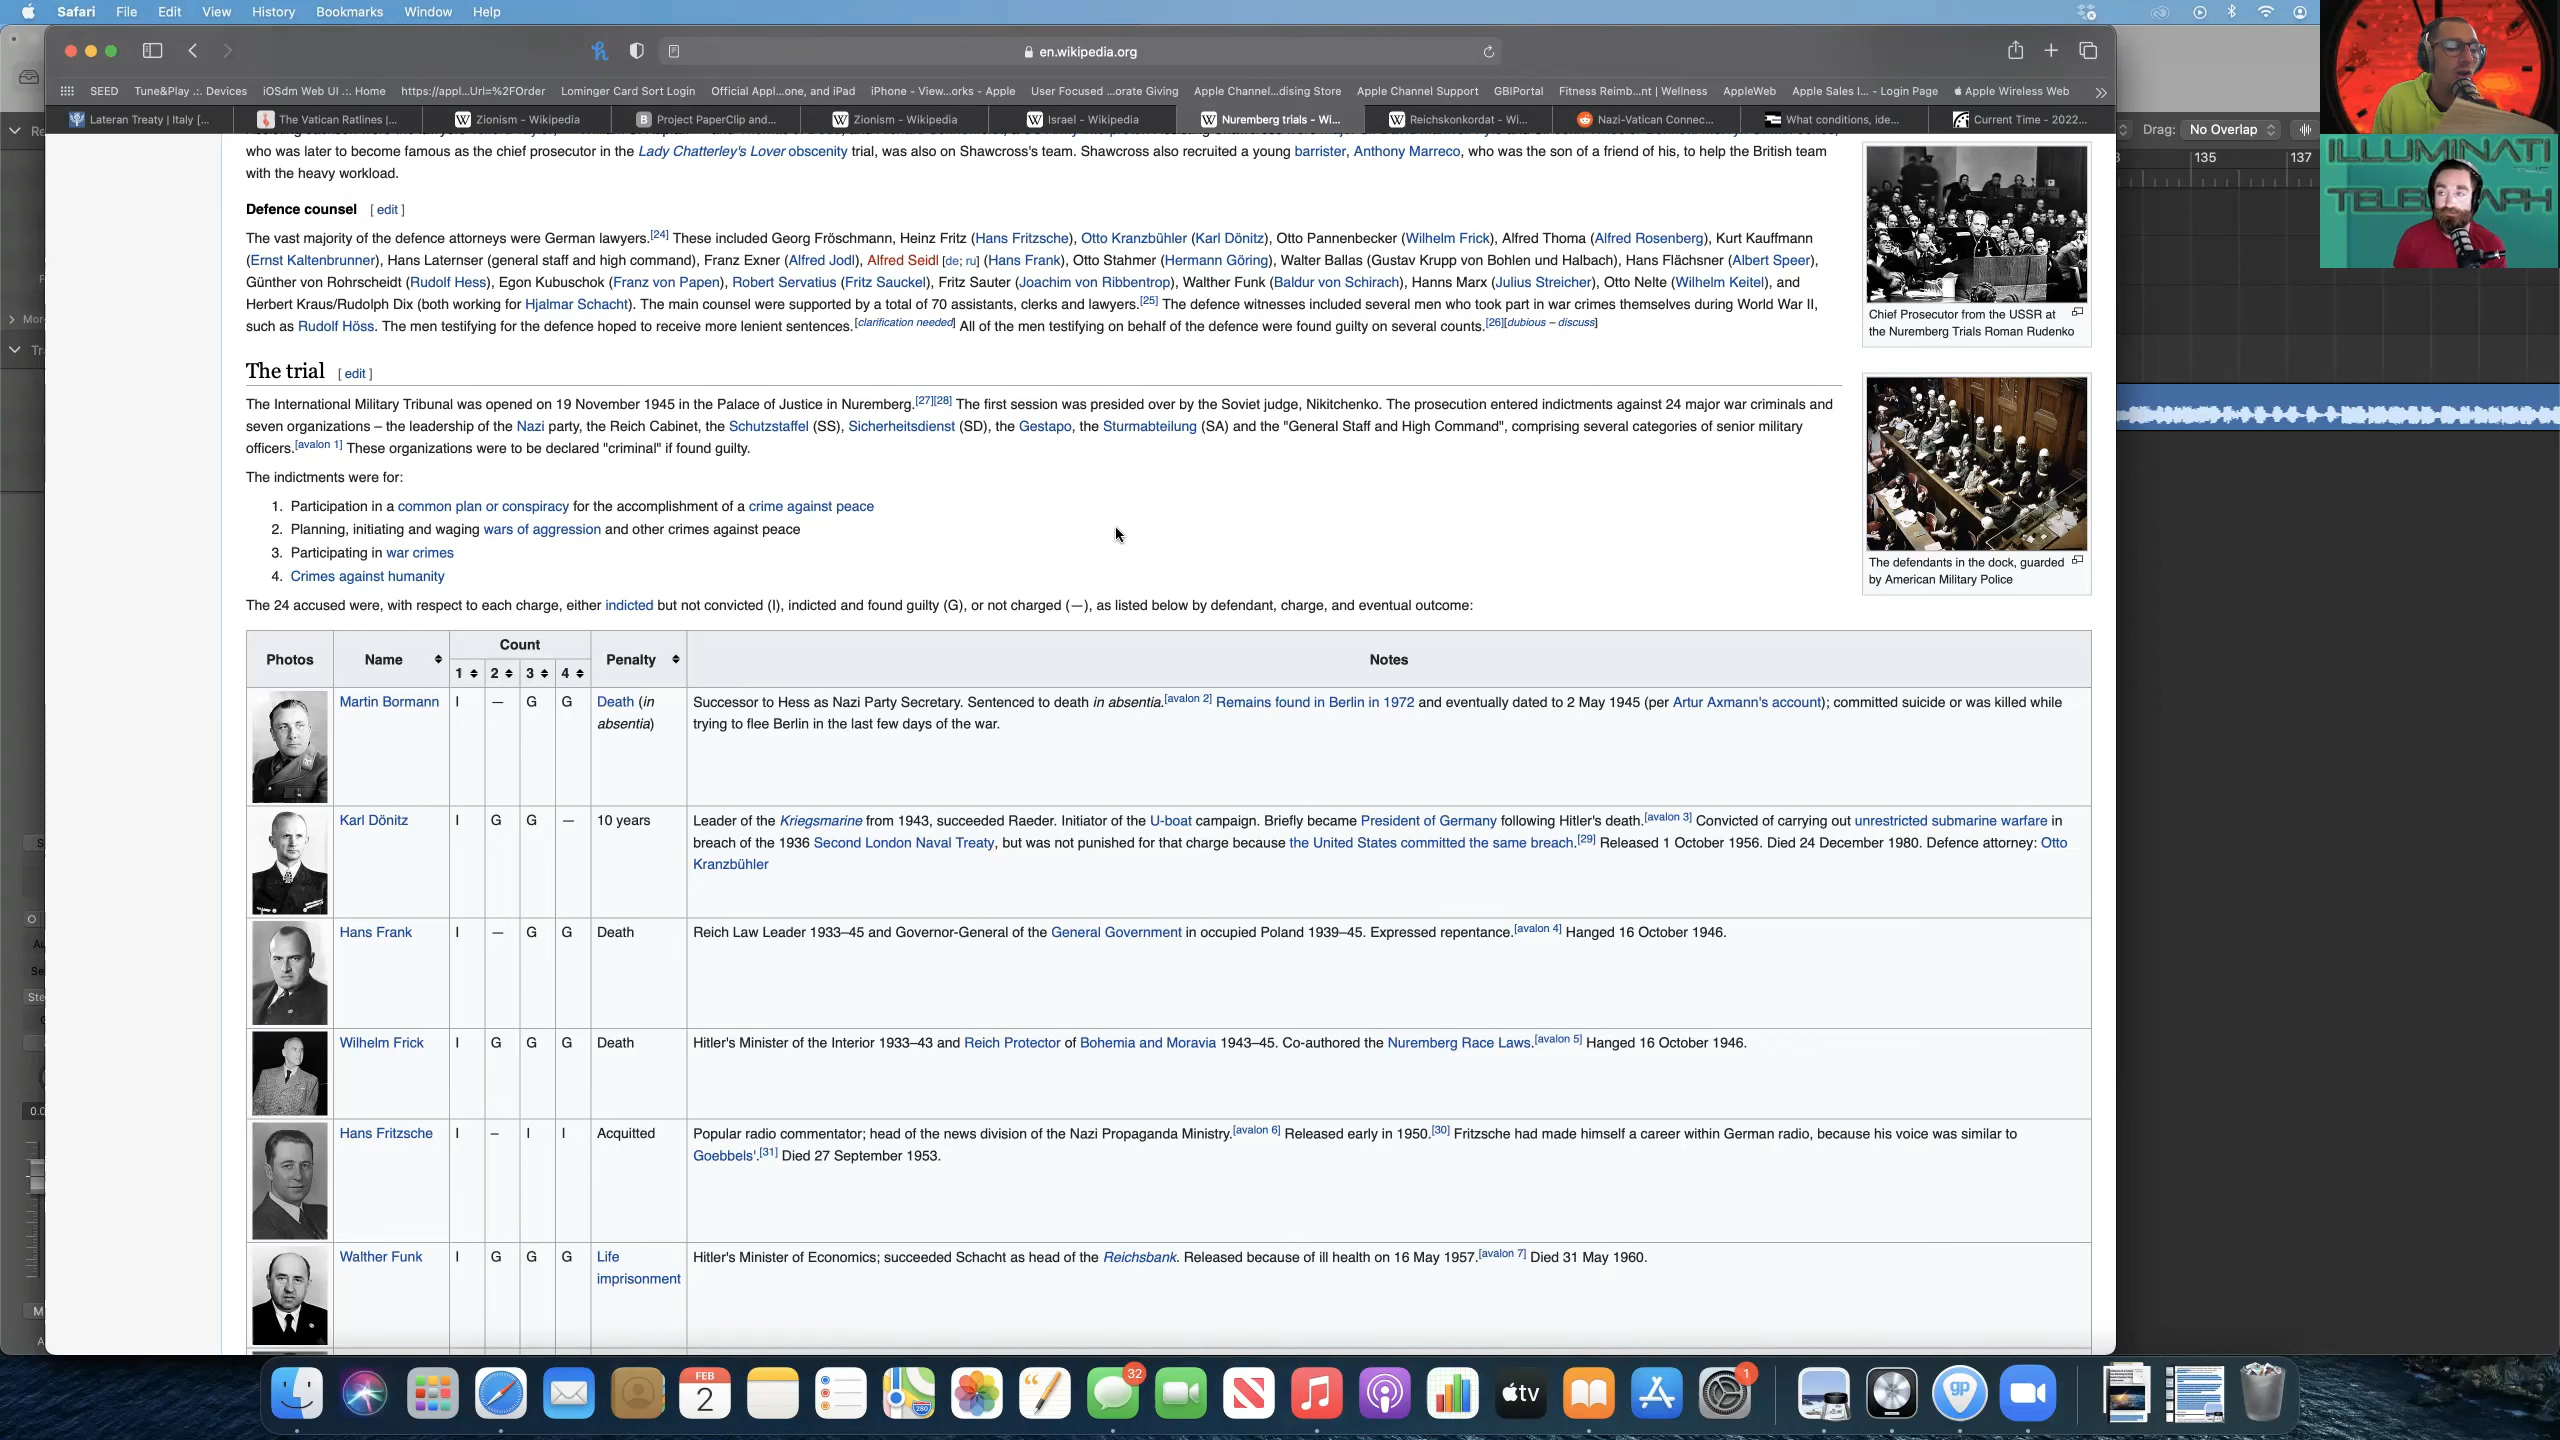 Safari File Edit View History Bookmarks Window Help
en.wikipedia.org
SEED Tune&Play .:. Devices iOSdm Web UI .:. Home https://appl...Url=%2FOrder Lominger Card Sort Login Official Appl...one, and iPad iPhone - View...orks - Apple User Focused ...orate Giving Apple Channel...dising Store Apple Channel Support GBIPortal Fitness Reimb...nt | Wellness AppleWeb Apple Sales I... - Login Page Apple Wireless Web
Lateran Treaty | Italy [... The Vatican Ratlines |... Zionism - Wikipedia Project PaperClip and... Zionism - Wikipedia Israel - Wikipedia Nuremberg trials - Wi... Reichskonkordat - Wi... Nazi-Vatican Connec... What conditions, ide... Current Time - 2022...
Drag: No Overlap
135 137
ILLUMINATI
TELEGRAPH
who was later to become famous as the chief prosecutor in the Lady Chatterley's Lover obscenity trial, was also on Shawcross's team. Shawcross also recruited a young barrister, Anthony Marreco, who was the son of a friend of his, to help the British team
with the heavy workload.
Defence counsel [ edit ]
The vast majority of the defence attorneys were German lawyers.[24] These included Georg Fröschmann, Heinz Fritz (Hans Fritzsche), Otto Kranzbühler (Karl Dönitz), Otto Pannenbecker (Wilhelm Frick), Alfred Thoma (Alfred Rosenberg), Kurt Kauffmann
(Ernst Kaltenbrunner), Hans Laternser (general staff and high command), Franz Exner (Alfred Jodl), Alfred Seidl [de; ru] (Hans Frank), Otto Stahmer (Hermann Göring), Walter Ballas (Gustav Krupp von Bohlen und Halbach), Hans Flächsner (Albert Speer),
Günther von Rohrscheidt (Rudolf Hess), Egon Kubuschok (Franz von Papen), Robert Servatius (Fritz Sauckel), Fritz Sauter (Joachim von Ribbentrop), Walther Funk (Baldur von Schirach), Hanns Marx (Julius Streicher), Otto Nelte (Wilhelm Keitel), and
Herbert Kraus/Rudolph Dix (both working for Hjalmar Schacht). The main counsel were supported by a total of 70 assistants, clerks and lawyers.[25] The defence witnesses included several men who took part in war crimes themselves during World War II,
such as Rudolf Höss. The men testifying for the defence hoped to receive more lenient sentences.[clarification needed] All of the men testifying on behalf of the defence were found guilty on several counts.[26][dubious – discuss]
Chief Prosecutor from the USSR at
the Nuremberg Trials Roman Rudenko
The trial [ edit ]
The International Military Tribunal was opened on 19 November 1945 in the Palace of Justice in Nuremberg.[27][28] The first session was presided over by the Soviet judge, Nikitchenko. The prosecution entered indictments against 24 major war criminals and
seven organizations – the leadership of the Nazi party, the Reich Cabinet, the Schutzstaffel (SS), Sicherheitsdienst (SD), the Gestapo, the Sturmabteilung (SA) and the "General Staff and High Command", comprising several categories of senior military
officers.[avalon 1] These organizations were to be declared "criminal" if found guilty.
The indictments were for:
1. Participation in a common plan or conspiracy for the accomplishment of a crime against peace
2. Planning, initiating and waging wars of aggression and other crimes against peace
3. Participating in war crimes
4. Crimes against humanity
The defendants in the dock, guarded
by American Military Police
The 24 accused were, with respect to each charge, either indicted but not convicted (I), indicted and found guilty (G), or not charged (—), as listed below by defendant, charge, and eventual outcome:
Photos Name Count Penalty Notes
1 2 3 4
Martin Bormann I — G G Death (in Successor to Hess as Nazi Party Secretary. Sentenced to death in absentia.[avalon 2] Remains found in Berlin in 1972 and eventually dated to 2 May 1945 (per Artur Axmann's account); committed suicide or was killed while
absentia) trying to flee Berlin in the last few days of the war.
Karl Dönitz I G G — 10 years Leader of the Kriegsmarine from 1943, succeeded Raeder. Initiator of the U-boat campaign. Briefly became President of Germany following Hitler's death.[avalon 3] Convicted of carrying out unrestricted submarine warfare in
breach of the 1936 Second London Naval Treaty, but was not punished for that charge because the United States committed the same breach.[29] Released 1 October 1956. Died 24 December 1980. Defence attorney: Otto
Kranzbühler
Hans Frank I — G G Death Reich Law Leader 1933–45 and Governor-General of the General Government in occupied Poland 1939–45. Expressed repentance.[avalon 4] Hanged 16 October 1946.
Wilhelm Frick I G G G Death Hitler's Minister of the Interior 1933–43 and Reich Protector of Bohemia and Moravia 1943–45. Co-authored the Nuremberg Race Laws.[avalon 5] Hanged 16 October 1946.
Hans Fritzsche I – I I Acquitted Popular radio commentator; head of the news division of the Nazi Propaganda Ministry.[avalon 6] Released early in 1950.[30] Fritzsche had made himself a career within German radio, because his voice was similar to
Goebbels'.[31] Died 27 September 1953.
Walther Funk I G G G Life Hitler's Minister of Economics; succeeded Schacht as head of the Reichsbank. Released because of ill health on 16 May 1957.[avalon 7] Died 31 May 1960.
imprisonment
FEB
2
32
tv
1
gp